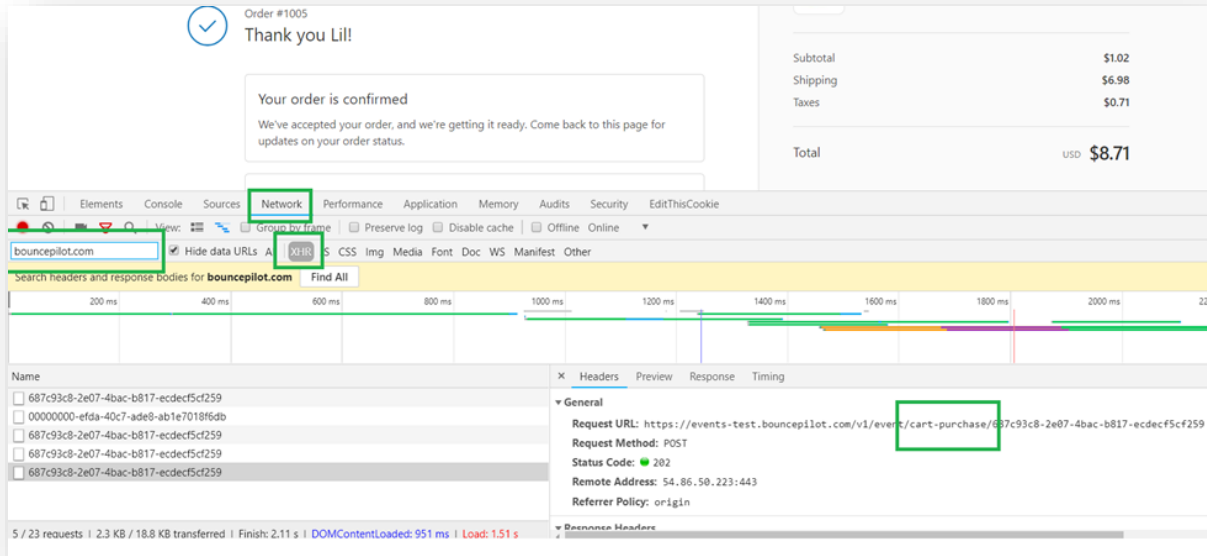 Order #1005
Thank you Lil!
Your order is confirmed
We've accepted your order, and we're getting it ready. Come back to this page for
updates on your order status.
Subtotal $1.02
Shipping $6.98
Taxes $0.71
Total USD $8.71
Elements Console Sources Network Performance Application Memory Audits Security EditThisCookie
View: Group by frame Preserve log Disable cache Offline Online
bouncepilot.com Hide data URLs XHR CSS Img Media Font Doc WS Manifest Other
Search headers and response bodies for bouncepilot.com Find All
200 ms 400 ms 600 ms 800 ms 1000 ms 1200 ms 1400 ms 1600 ms 1800 ms 2000 ms
Name
687c93c8-2e07-4bac-b817-ecdecf5cf259
00000000-efda-40c7-ade8-ab1e7018f6db
687c93c8-2e07-4bac-b817-ecdecf5cf259
687c93c8-2e07-4bac-b817-ecdecf5cf259
687c93c8-2e07-4bac-b817-ecdecf5cf259
5 / 23 requests | 2.3 KB / 18.8 KB transferred | Finish: 2.11 s | DOMContentLoaded: 951 ms | Load: 1.51 s
× Headers Preview Response Timing
General
Request URL: https://events-test.bouncepilot.com/v1/event/cart-purchase/687c93c8-2e07-4bac-b817-ecdecf5cf259
Request Method: POST
Status Code: 202
Remote Address: 54.86.50.223:443
Referrer Policy: origin
Response Headers